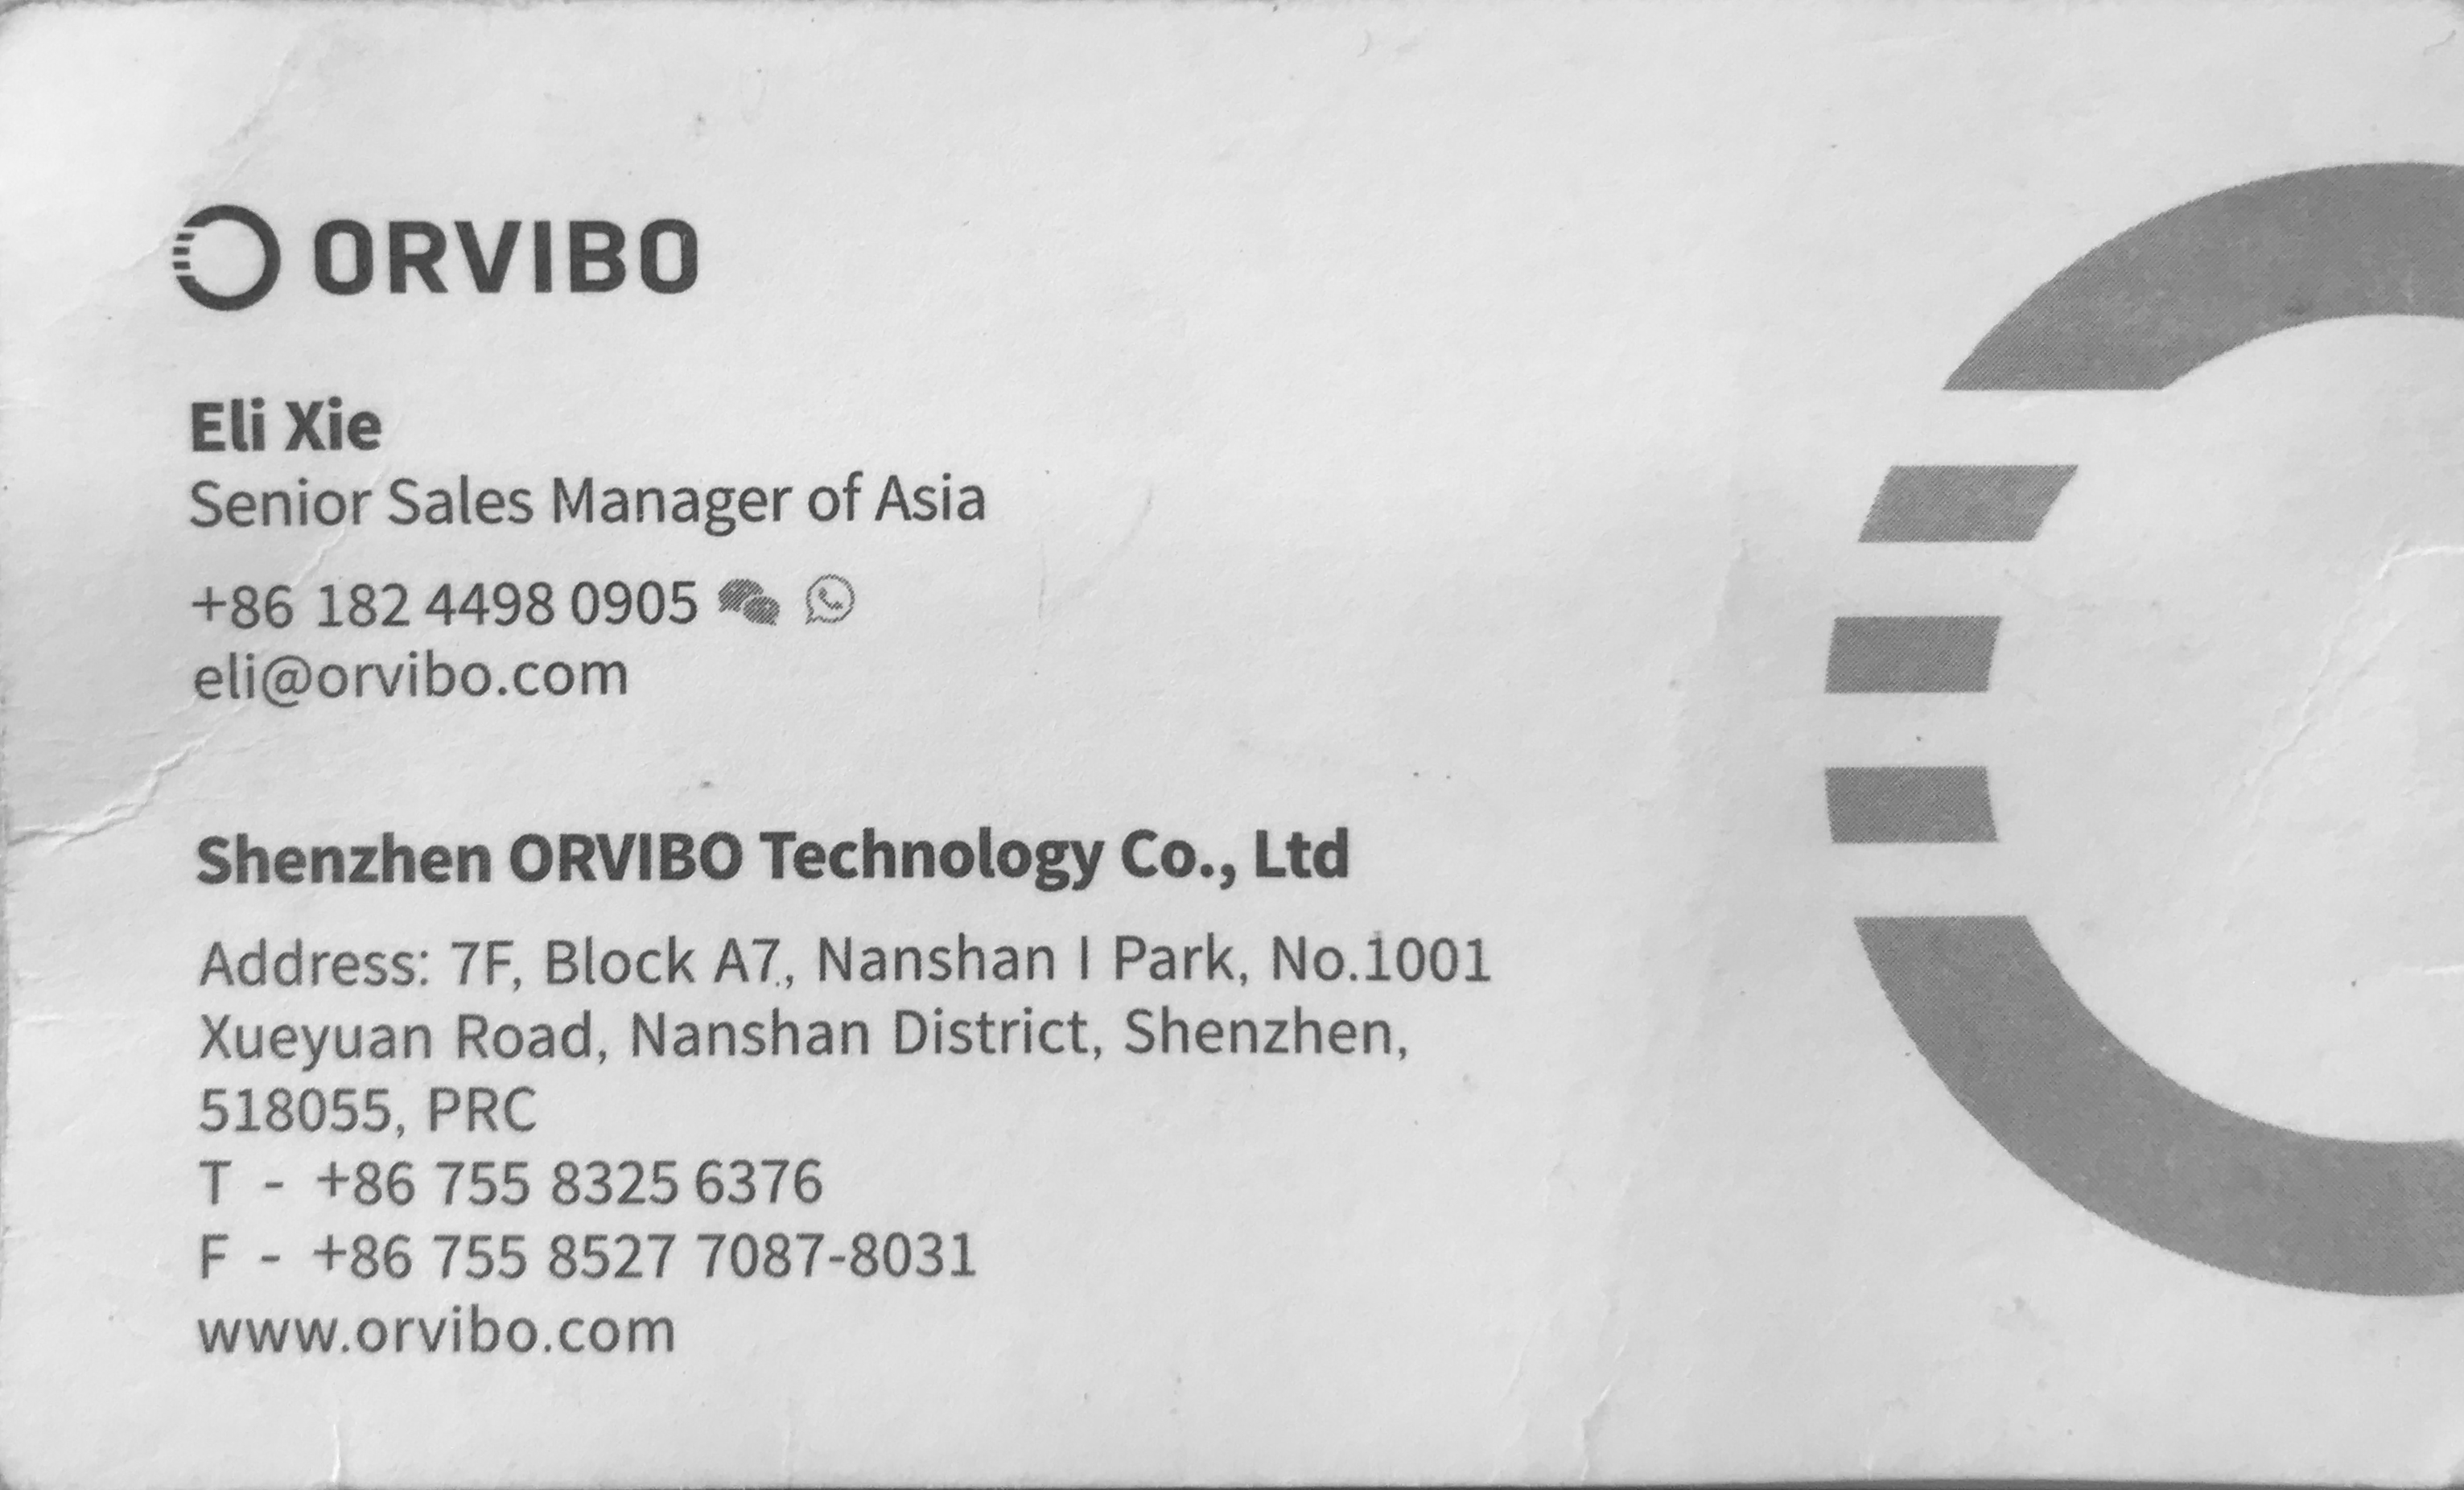 ORVIBO
Eli Xie
Senior Sales Manager of Asia
+86 182 4498 0905
eli@orvibo.com
Shenzhen ORVIBO Technology Co., Ltd
Address: 7F, Block A7, Nanshan I Park, No.1001
Xueyuan Road, Nanshan District, Shenzhen,
518055, PRC
T - +86 755 8325 6376
F - +86 755 8527 7087-8031
www.orvibo.com